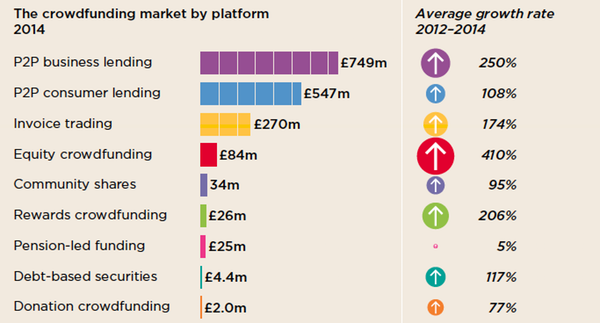 The crowdfunding market by platform
2014
Average growth rate
2012–2014
P2P business lending £749m 250%
P2P consumer lending £547m 108%
Invoice trading £270m 174%
Equity crowdfunding £84m 410%
Community shares 34m 95%
Rewards crowdfunding £26m 206%
Pension-led funding £25m 5%
Debt-based securities £4.4m 117%
Donation crowdfunding £2.0m 77%